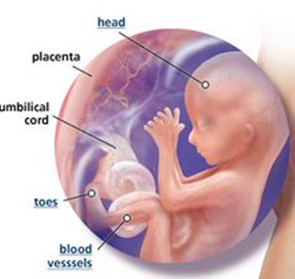 head
placenta
umbilical
cord
toes
blood
vesssels